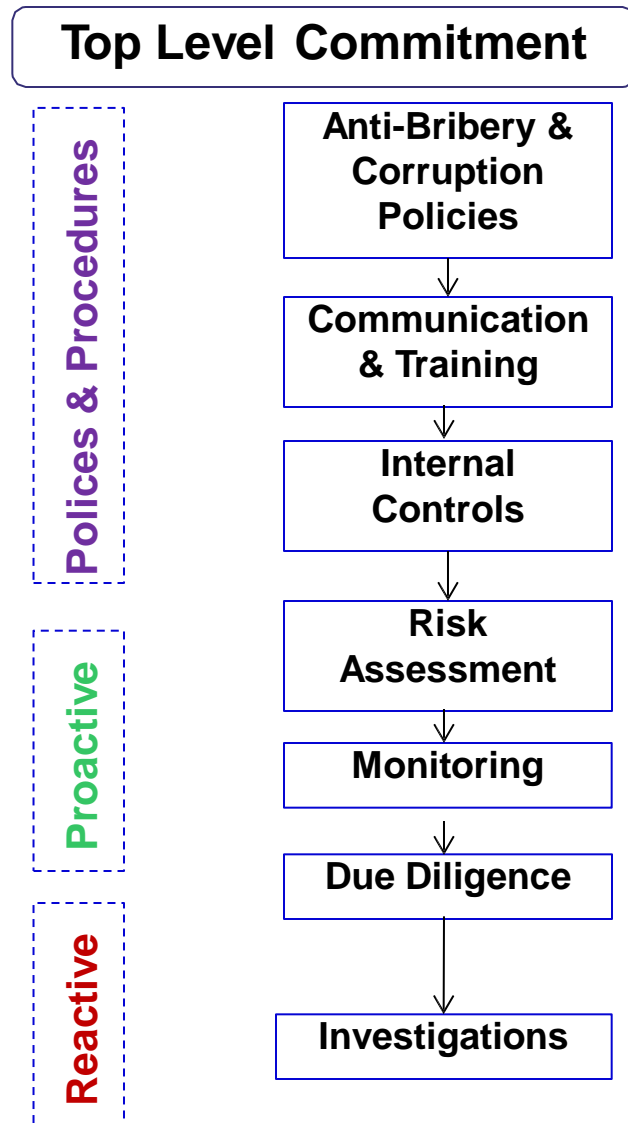 Top Level Commitment
Polices & Procedures
Anti-Bribery &
Corruption
Policies
Communication
& Training
Internal
Controls
Proactive
Risk
Assessment
Monitoring
Due Diligence
Reactive
Investigations